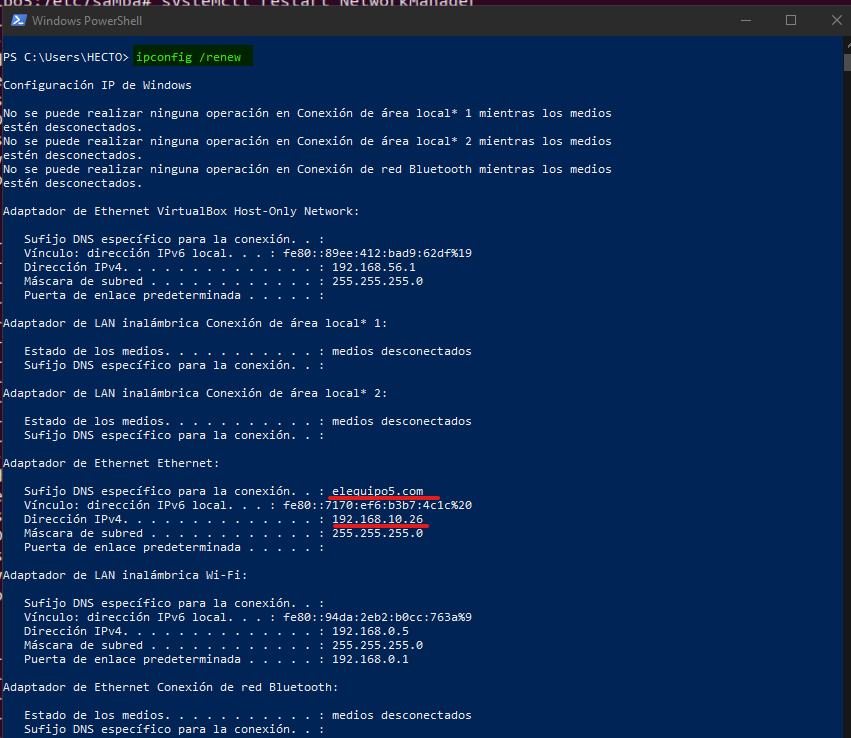 po5:/etc/samba# systemctl restart NetworkManager
Windows PowerShell
PS C:\Users\HECTO> ipconfig /renew
Configuración IP de Windows
No se puede realizar ninguna operación en Conexión de área local* 1 mientras los medios
estén desconectados.
No se puede realizar ninguna operación en Conexión de área local* 2 mientras los medios
estén desconectados.
No se puede realizar ninguna operación en Conexión de red Bluetooth mientras los medios
estén desconectados.
Adaptador de Ethernet VirtualBox Host-Only Network:
Sufijo DNS específico para la conexión. . :
Vínculo: dirección IPv6 local. . . : fe80::89ee:412:bad9:62df%19
Dirección IPv4. . . . . . . . . . . . . . : 192.168.56.1
Máscara de subred . . . . . . . . . . . . : 255.255.255.0
Puerta de enlace predeterminada . . . . . :
Adaptador de LAN inalámbrica Conexión de área local* 1:
Estado de los medios. . . . . . . . . . . : medios desconectados
Sufijo DNS específico para la conexión. . :
Adaptador de LAN inalámbrica Conexión de área local* 2:
Estado de los medios. . . . . . . . . . . : medios desconectados
Sufijo DNS específico para la conexión. . :
Adaptador de Ethernet Ethernet:
Sufijo DNS específico para la conexión. . : elequipo5.com
Vínculo: dirección IPv6 local. . . : fe80::7170:ef6:b3b7:4c1c%20
Dirección IPv4. . . . . . . . . . . . . . : 192.168.10.26
Máscara de subred . . . . . . . . . . . . : 255.255.255.0
Puerta de enlace predeterminada . . . . . :
Adaptador de LAN inalámbrica Wi-Fi:
Sufijo DNS específico para la conexión. . :
Vínculo: dirección IPv6 local. . . : fe80::94da:2eb2:b0cc:763a%9
Dirección IPv4. . . . . . . . . . . . . . : 192.168.0.5
Máscara de subred . . . . . . . . . . . . : 255.255.255.0
Puerta de enlace predeterminada . . . . . : 192.168.0.1
Adaptador de Ethernet Conexión de red Bluetooth:
Estado de los medios. . . . . . . . . . . : medios desconectados
Sufijo DNS específico para la conexión. . :